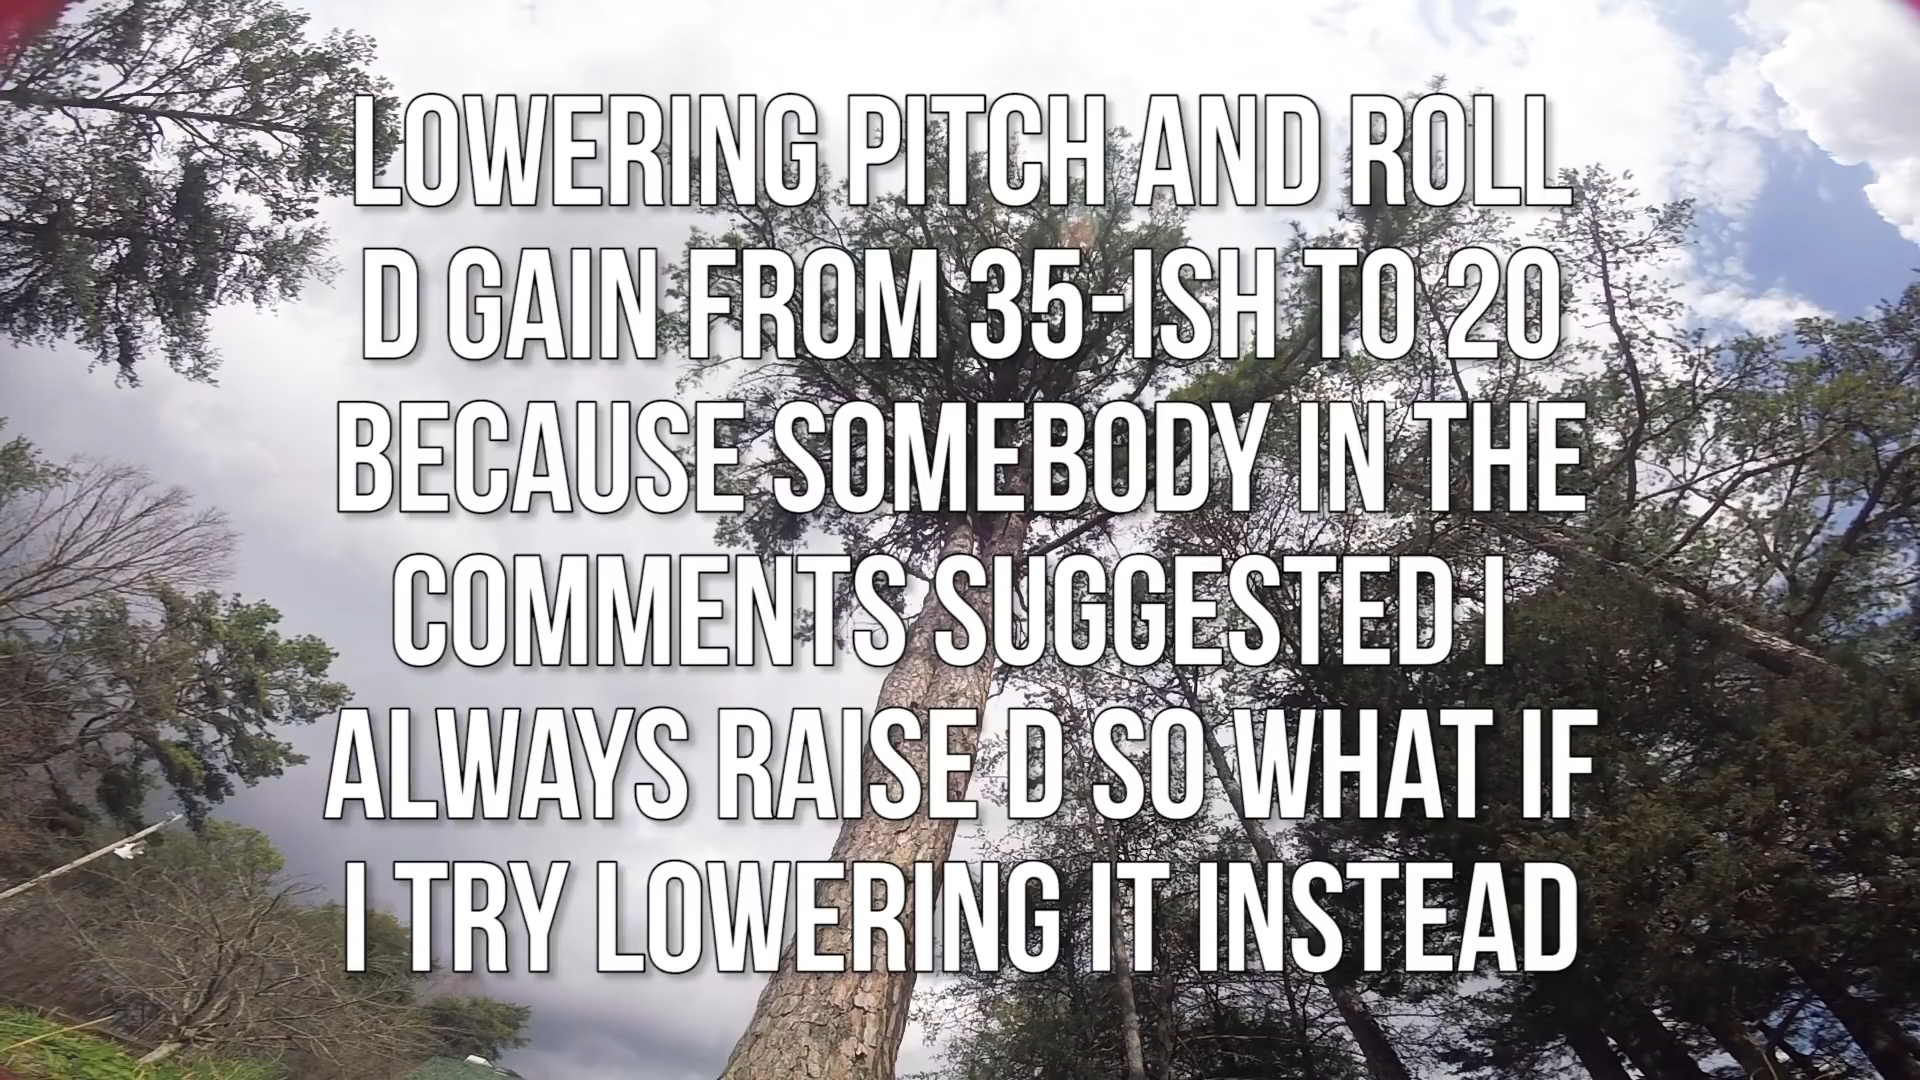 LOWERING PITCH AND ROLL
D GAIN FROM 35-ISH TO 20
BECAUSE SOMEBODY IN THE
COMMENTS SUGGESTED I
ALWAYS RAISE D SO WHAT IF
I TRY LOWERING IT INSTEAD